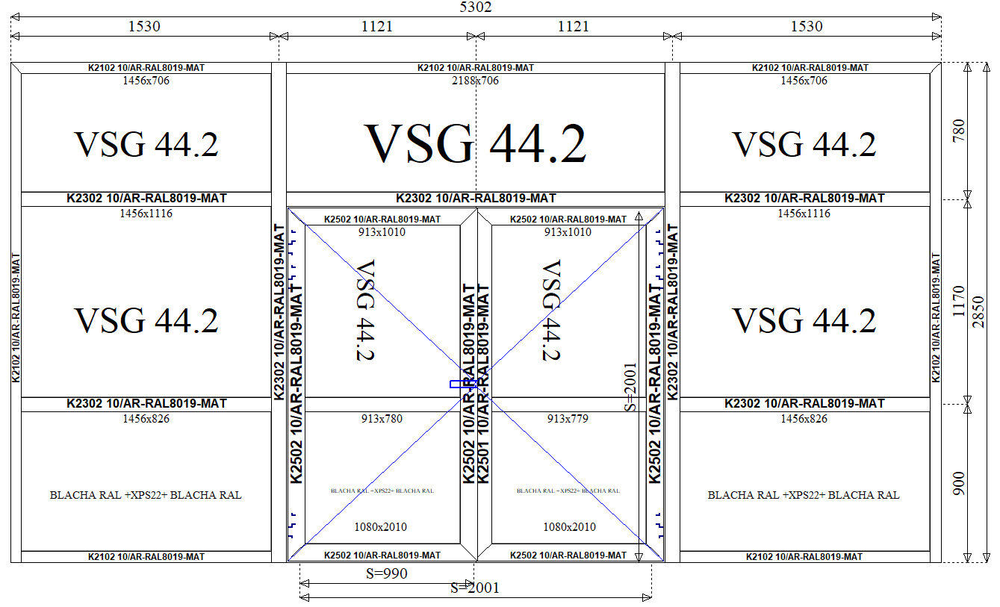 5302
1530 1121 1121 1530
K2102 10/AR-RAL8019-MAT K2102 10/AR-RAL8019-MAT K2102 10/AR-RAL8019-MAT
1456x706 2188x706 1456x706
VSG 44.2 VSG 44.2 VSG 44.2
780
K2302 10/AR-RAL8019-MAT K2302 10/AR-RAL8019-MAT K2302 10/AR-RAL8019-MAT
1456x1116 1456x1116
K2502 10/AR-RAL8019-MAT K2502 10/AR-RAL8019-MAT
913x1010 913x1010
K2102 10/AR-RAL8019-MAT
VSG 44.2
K2302 10/AR-RAL8019-MAT
K2502 10/AR-RAL8019-MAT
VSG 44.2
K2502 10/AR-RAL8019-MAT
K2501 10/AR-RAL8019-MAT
VSG 44.2
S=2001
K2502 10/AR-RAL8019-MAT
K2302 10/AR-RAL8019-MAT
VSG 44.2
K2102 10/AR-RAL8019-MAT
1170
2850
K2302 10/AR-RAL8019-MAT K2302 10/AR-RAL8019-MAT
1456x826 913x780 913x779 1456x826
900
BLACHA RAL +XPS22+ BLACHA RAL BLACHA RAL +XPS22+ BLACHA RAL BLACHA RAL +XPS22+ BLACHA RAL BLACHA RAL +XPS22+ BLACHA RAL
1080x2010 1080x2010
K2102 10/AR-RAL8019-MAT K2502 10/AR-RAL8019-MAT K2502 10/AR-RAL8019-MAT K2102 10/AR-RAL8019-MAT
S=990
S=2001